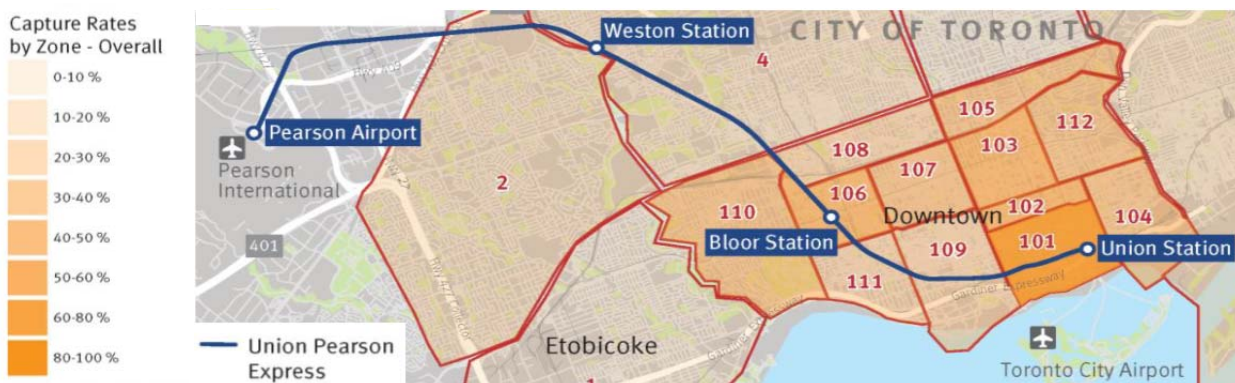 Capture Rates
by Zone - Overall
0-10 %
10-20 %
20-30 %
30-40 %
40-50 %
50-60 %
60-80 %
80-100 %
CITY OF TORONTO
Weston Station
4
Pearson Airport
Pearson
International
401
2
105
112
103
108
107
106
110
Downtown
102
104
Bloor Station
109
101
Union Station
111
Gardiner Expressway
Union Pearson
Express
Etobicoke
1
Toronto City Airport